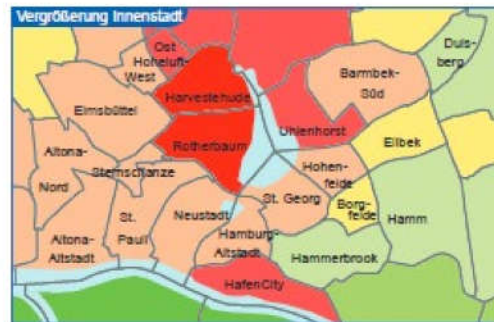 Vergrößerung Innenstadt
Ost
Hoheluft-
West
Duls-
berg
Harvestehude
Barmbek-
Süd
Eimsbüttel
Uhlenhorst
Rotherbaum
Eilbek
Altona-
Nord
Sternschanze
Hohen-
felde
St. Georg
Borg-
felde
Hamm
St.
Pauli
Neustadt
Hamburg-
Altstadt
Altona-
Altstadt
Hammerbrook
HafenCity